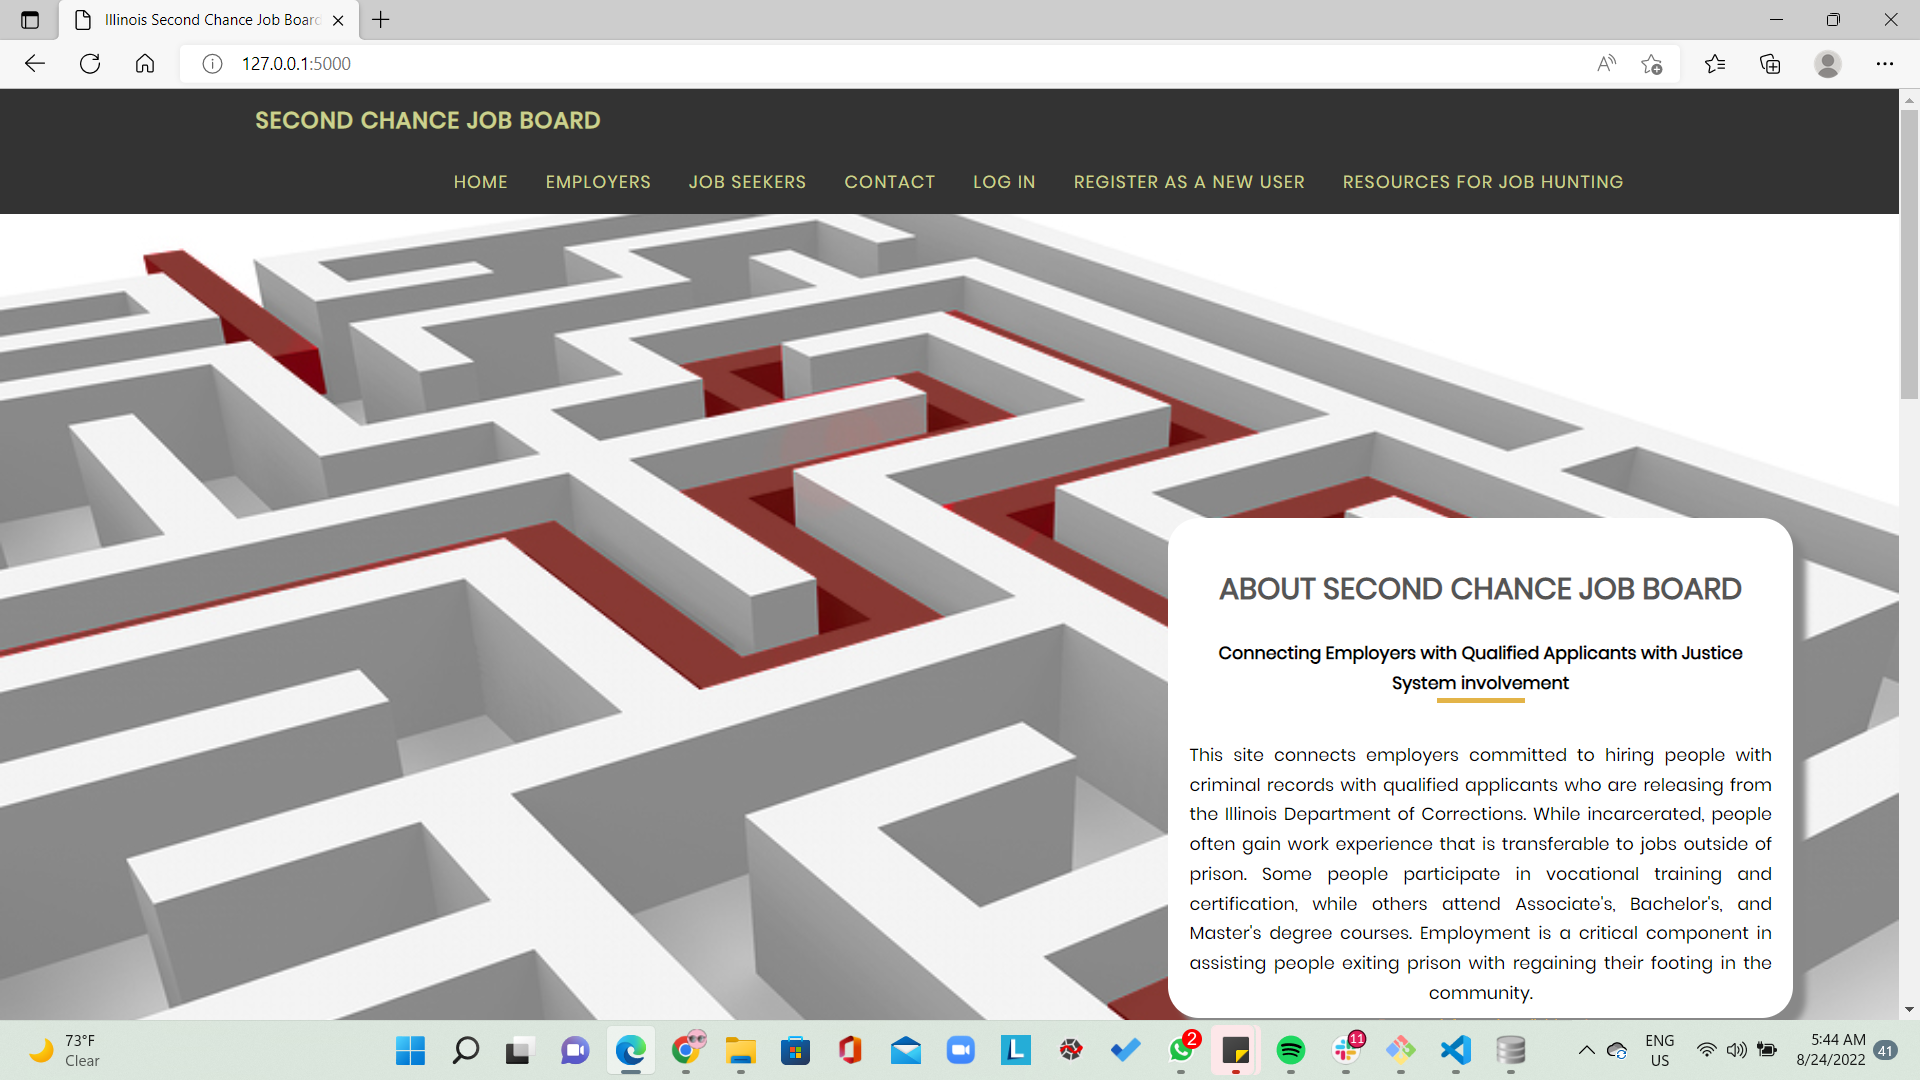 Illinois Second Chance Job Board
127.0.0.1:5000
SECOND CHANCE JOB BOARD
HOME EMPLOYERS JOB SEEKERS CONTACT LOG IN REGISTER AS A NEW USER RESOURCES FOR JOB HUNTING
ABOUT SECOND CHANCE JOB BOARD
Connecting Employers with Qualified Applicants with Justice
System involvement
This site connects employers committed to hiring people with
criminal records with qualified applicants who are releasing from
the Illinois Department of Corrections. While incarcerated, people
often gain work experience that is transferable to jobs outside of
prison. Some people participate in vocational training and
certification, while others attend Associate's, Bachelor's, and
Master's degree courses. Employment is a critical component in
assisting people exiting prison with regaining their footing in the
community.
73°F
Clear
L
2
11
ENG
US
5:44 AM
8/24/2022
41